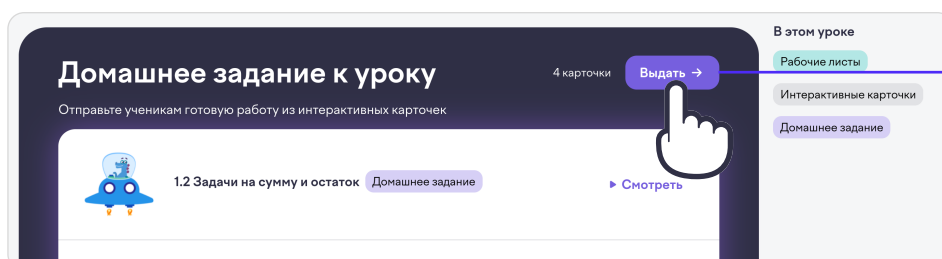 Домашнее задание к уроку
4 карточки
Выдать →
Отправьте ученикам готовую работу из интерактивных карточек
1.2 Задачи на сумму и остаток
Домашнее задание
Смотреть
В этом уроке
Рабочие листы
Интерактивные карточки
Домашнее задание